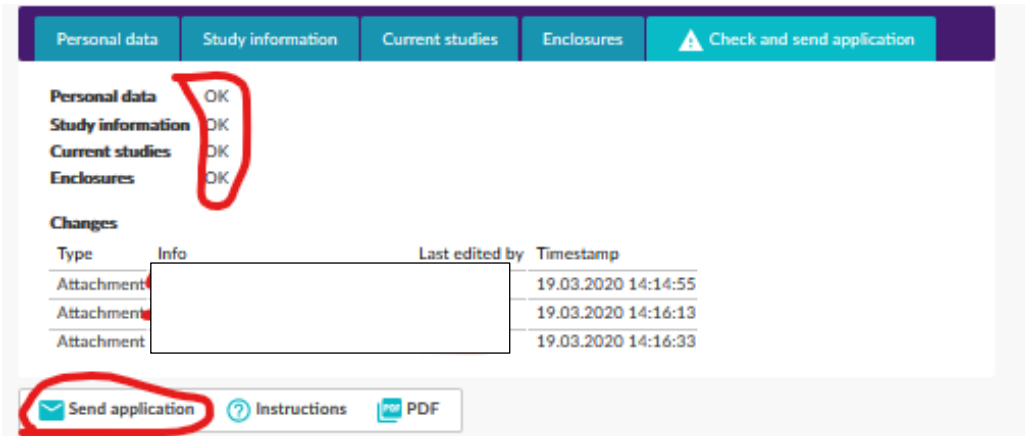 Personal data Study information Current studies Enclosures Check and send application
Personal data OK
Study information OK
Current studies OK
Enclosures OK
Changes
Type Info Last edited by Timestamp
Attachment 19.03.2020 14:14:55
Attachment 19.03.2020 14:16:13
Attachment 19.03.2020 14:16:33
Send application Instructions PDF PDF